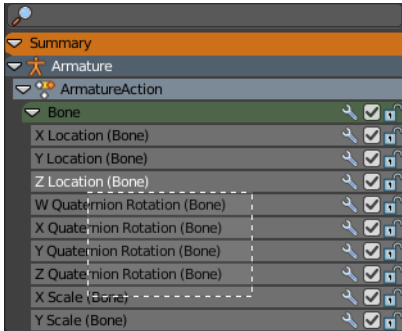 Summary
Armature
ArmatureAction
Bone
X Location (Bone)
Y Location (Bone)
Z Location (Bone)
W Quaternion Rotation (Bone)
X Quaternion Rotation (Bone)
Y Quaternion Rotation (Bone)
Z Quaternion Rotation (Bone)
X Scale (Bone)
Y Scale (Bone)